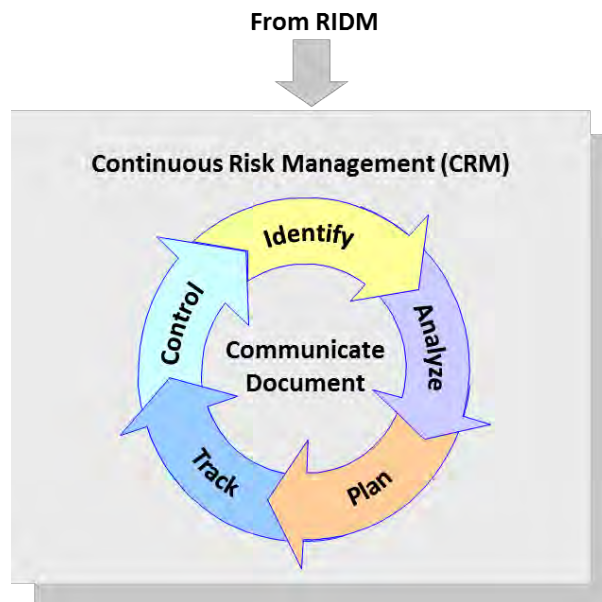 From RIDM
Continuous Risk Management (CRM)
Identify
Analyze
Plan
Track
Control
Communicate
Document